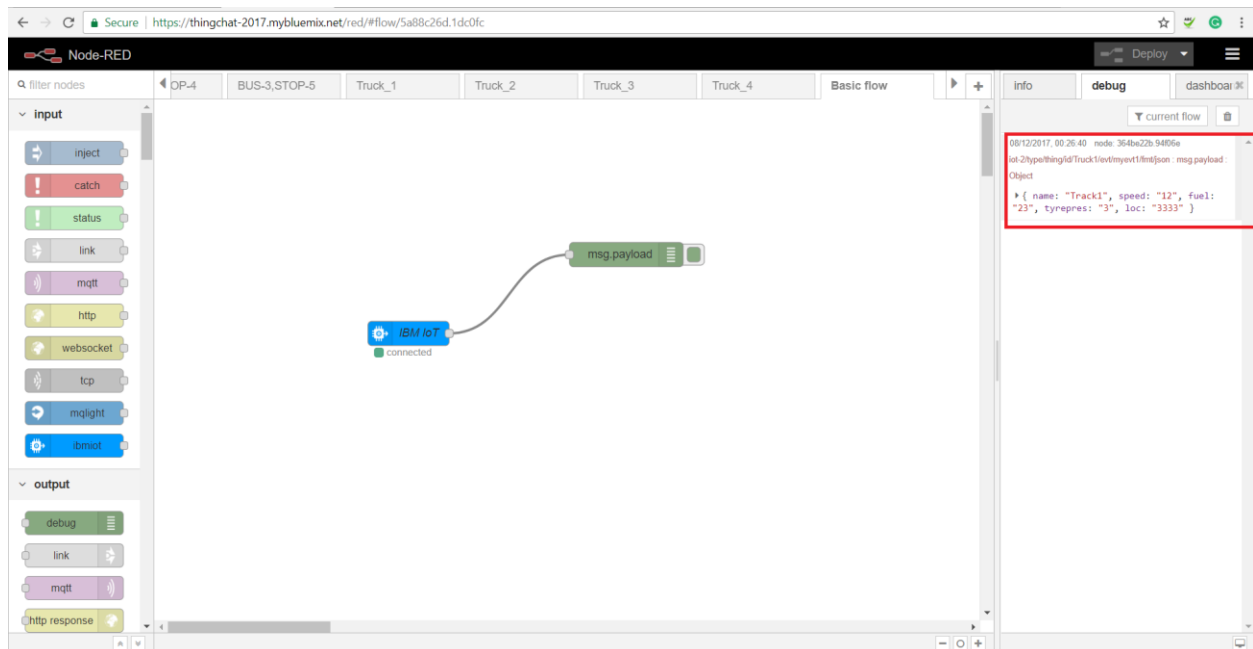 Secure | https://thingchat-2017.mybluemix.net/red/#flow/5a88c26d.1dc0fc
Node-RED
Deploy
filter nodes
OP-4
BUS-3,STOP-5
Truck_1
Truck_2
Truck_3
Truck_4
Basic flow
+
info
debug
dashboar
input
inject
catch
status
link
mqtt
http
websocket
tcp
mqlight
ibmiot
output
debug
link
mqtt
http response
msg.payload
IBM IoT
connected
current flow
08/12/2017, 00:26:40 node: 364be22b.94f06e
iot-2/type/thing/id/Truck1/evt/myevt1/fmt/json : msg.payload :
Object
{ name: "Track1", speed: "12", fuel:
"23", tyrepres: "3", loc: "3333" }